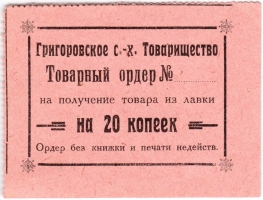 Григоровское с.-х. Товарищество
Товарный ордер №
на получение товара из лавки
на 20 копеек
Ордер без книжки и печати недейств.